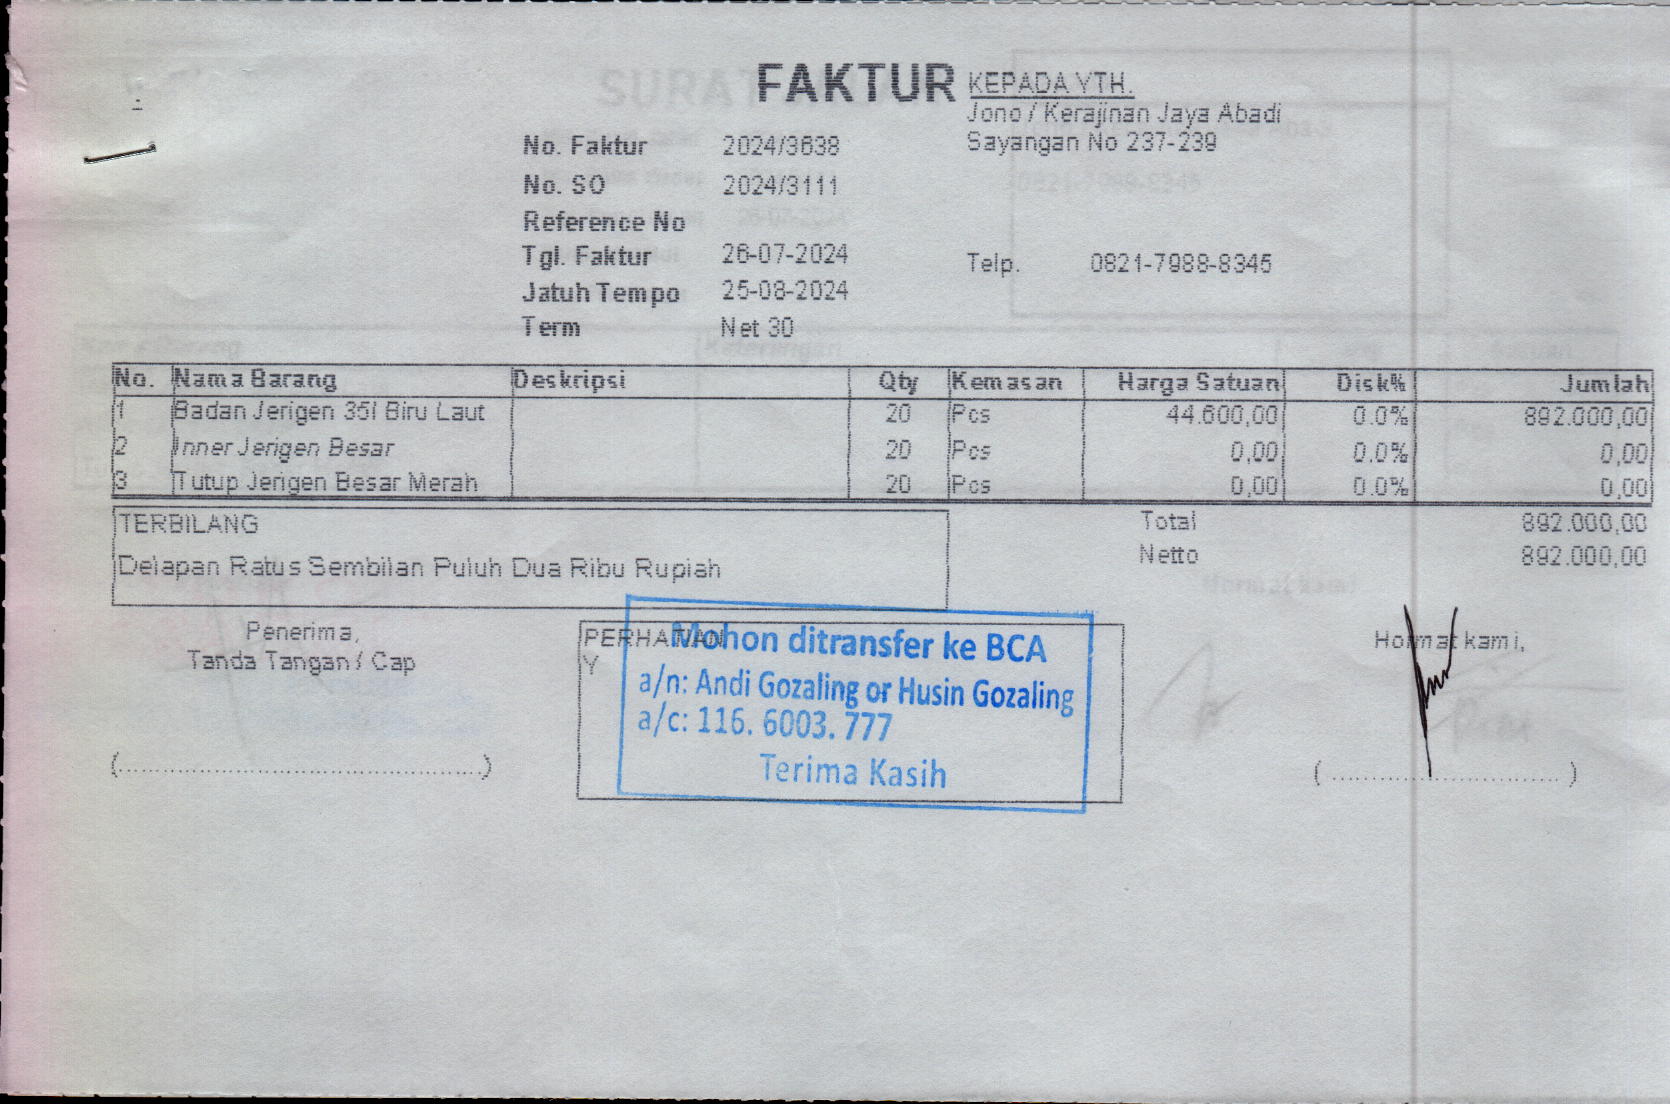 FAKTUR
KEPADA YTH.
Jono / Kerajinan Jaya Abadi
Sayangan No 237-239
No. Faktur 2024/3638
No. SO 2024/3111
Reference No
Tgl. Faktur 26-07-2024
Telp. 0821-7988-8345
Jatuh Tempo 25-08-2024
Term Net 30
No. Nama Barang Deskripsi Qty Kemasan Harga Satuan Disk% Jumlah
1 Badan Jerigen 35l Biru Laut 20 Pcs 44.600,00 0.0% 892.000,00
2 Inner Jerigen Besar 20 Pcs 0,00 0.0% 0,00
3 Tutup Jerigen Besar Merah 20 Pcs 0,00 0.0% 0,00
TERBILANG
Total 892.000,00
Netto 892.000,00
Delapan Ratus Sembilan Puluh Dua Ribu Rupiah
Penerima,
Tanda Tangan / Cap
PERHATIAN
Y
Mohon ditransfer ke BCA
a/n: Andi Gozaling or Husin Gozaling
a/c: 116. 6003. 777
Terima Kasih
Hormat kami,
(................................................)
( ............................. )